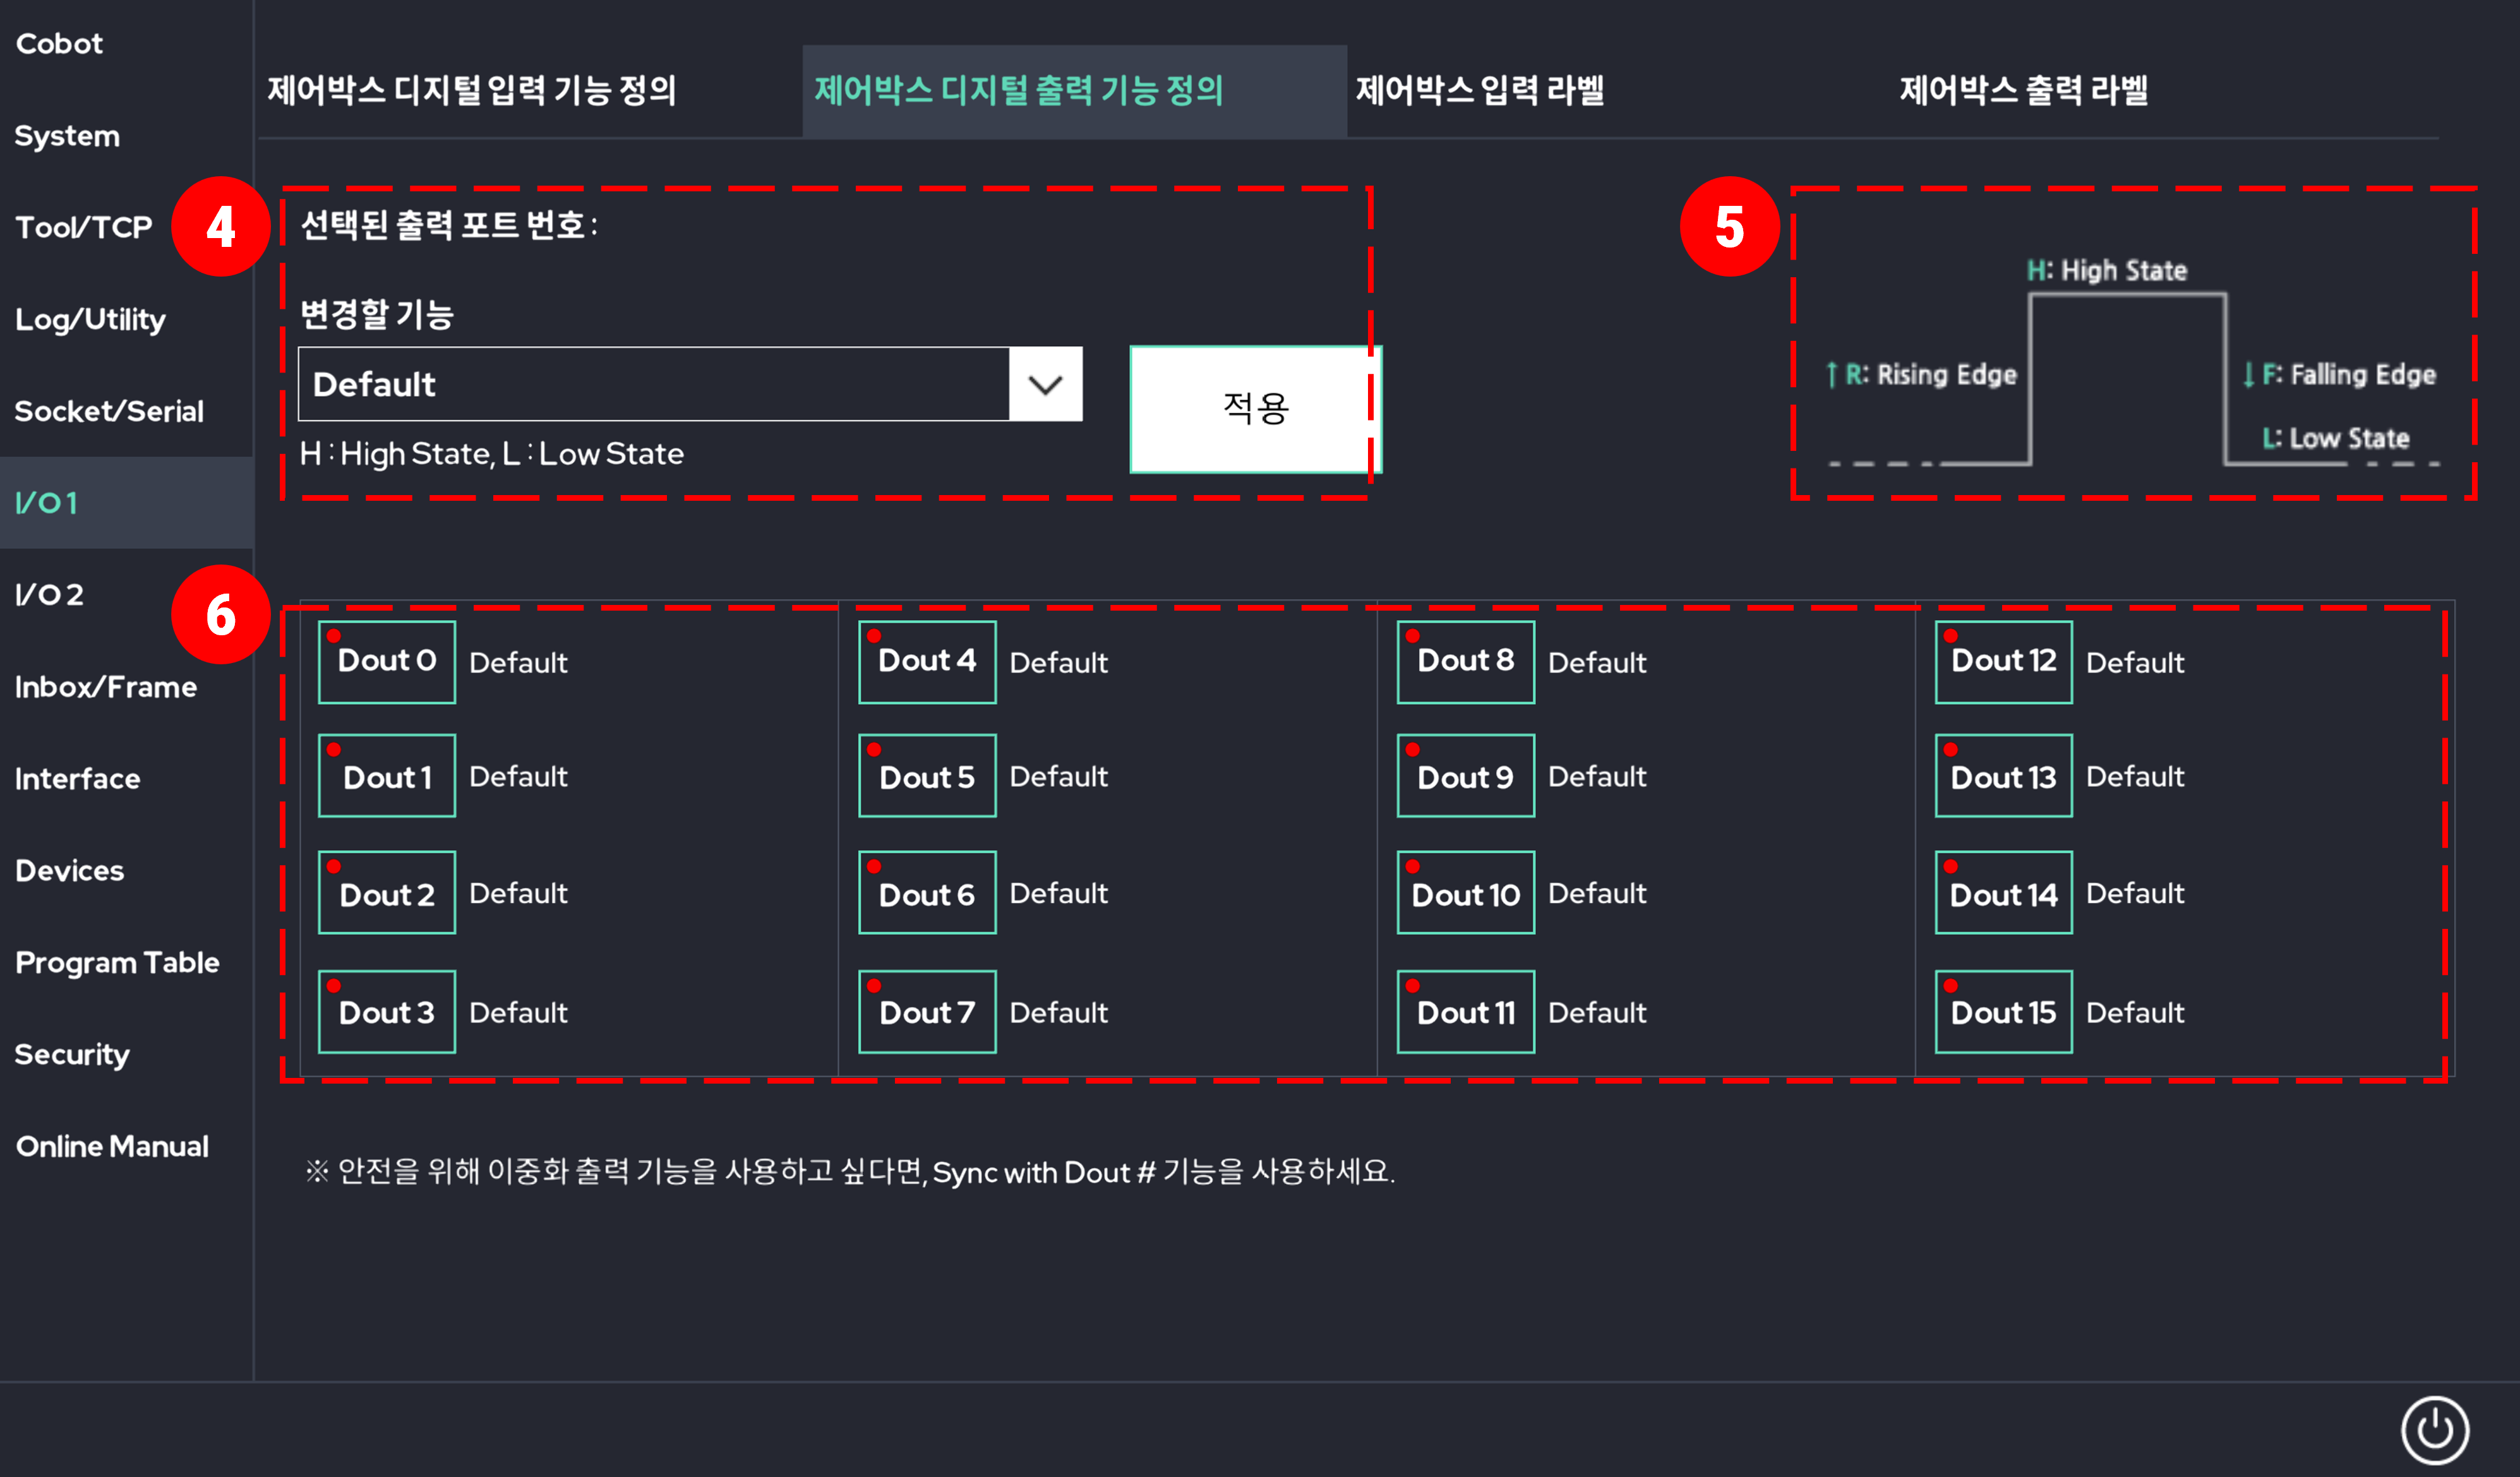 Cobot
System
Tool/TCP
Log/Utility
Socket/Serial
I/O 1
I/O 2
Inbox/Frame
Interface
Devices
Program Table
Security
Online Manual
제어박스 디지털 입력 기능 정의
제어박스 디지털 출력 기능 정의
제어박스 입력 라벨
제어박스 출력 라벨
4
선택된 출력 포트 번호 :
변경할 기능
Default
적용
H : High State, L : Low State
5
H: High State
↑ R: Rising Edge
↓ F: Falling Edge
L: Low State
6
Dout 0 Default
Dout 1 Default
Dout 2 Default
Dout 3 Default
Dout 4 Default
Dout 5 Default
Dout 6 Default
Dout 7 Default
Dout 8 Default
Dout 9 Default
Dout 10 Default
Dout 11 Default
Dout 12 Default
Dout 13 Default
Dout 14 Default
Dout 15 Default
※ 안전을 위해 이중화 출력 기능을 사용하고 싶다면, Sync with Dout # 기능을 사용하세요.